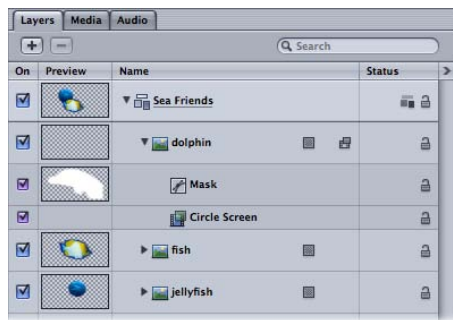 Layers Media Audio
Search
On Preview Name Status
Sea Friends
dolphin
Mask
Circle Screen
fish
jellyfish